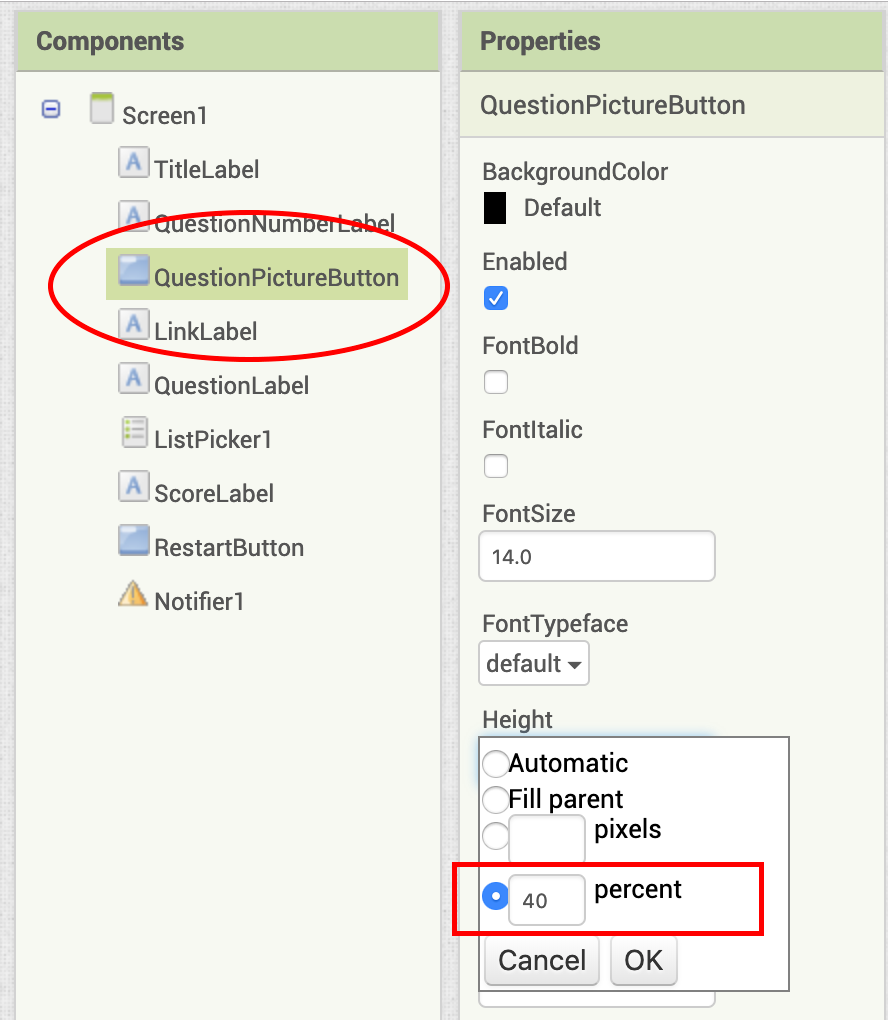 Components
Screen1
A TitleLabel
A QuestionNumberLabel
QuestionPictureButton
A LinkLabel
A QuestionLabel
ListPicker1
A ScoreLabel
RestartButton
Notifier1
Properties
QuestionPictureButton
BackgroundColor
Default
Enabled
FontBold
FontItalic
FontSize
14.0
FontTypeface
default
Height
Automatic
Fill parent
pixels
40 percent
Cancel OK